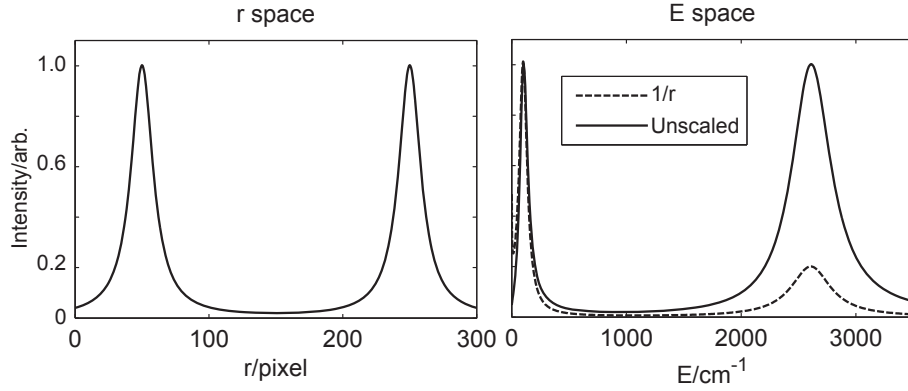 r space
E space
1.0
0.6
0.2
0
Intensity/arb.
0
100
200
300
r/pixel
1/r
Unscaled
0
1000
2000
3000
E/cm-1